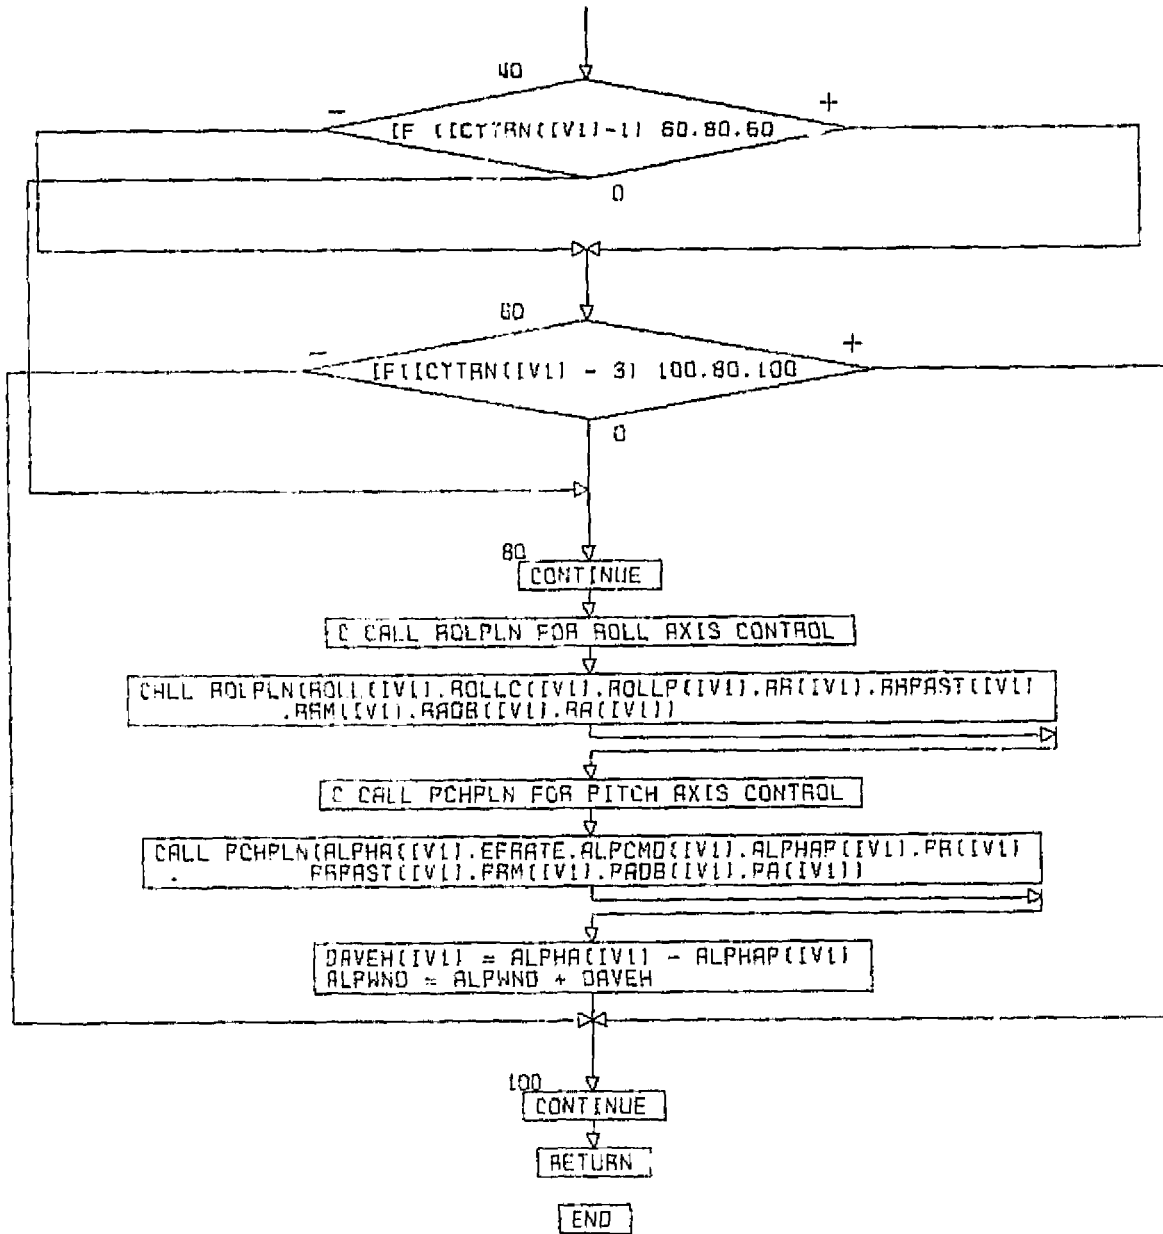 40
- +
IF (ICYTRN(IV1)-1) 60,80,60
0
60
- +
IF(ICYTRN(IV1) - 3) 100,80,100
0
80
CONTINUE
C CALL ROLPLN FOR ROLL AXIS CONTROL
CALL ROLPLN(ROLL(IV1),ROLLC(IV1),ROLLP(IV1),RR(IV1),RRPAST(IV1)
,RRM(IV1),RADB(IV1),RA(IV1))
C CALL PCHPLN FOR PITCH AXIS CONTROL
CALL PCHPLN(ALPHA(IV1),EFRATE,ALPCMD(IV1),ALPHAP(IV1),PR(IV1)
, PRPAST(IV1),PRM(IV1),PADB(IV1),PA(IV1))
DAVEH(IV1) = ALPHA(IV1) - ALPHAP(IV1)
ALPWND = ALPWND + DAVEH
100
CONTINUE
RETURN
END